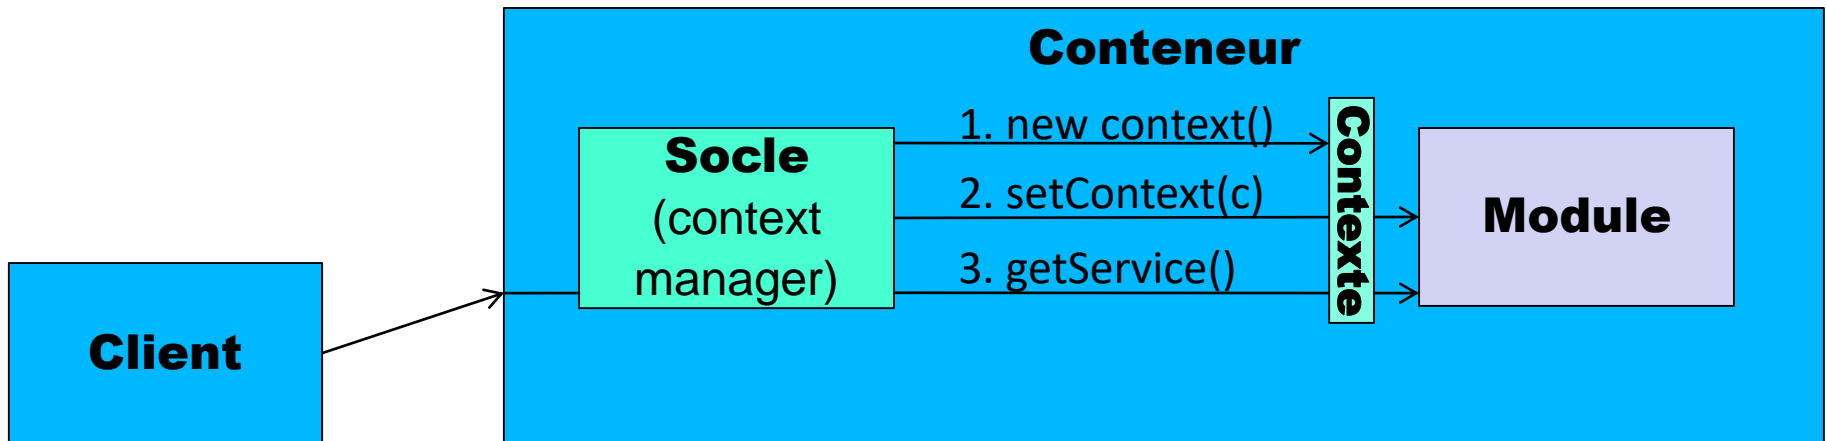 Conteneur
1. new context()
Socle
(context
manager)
2. setContext(c)
3. getService()
Contexte
Module
Client